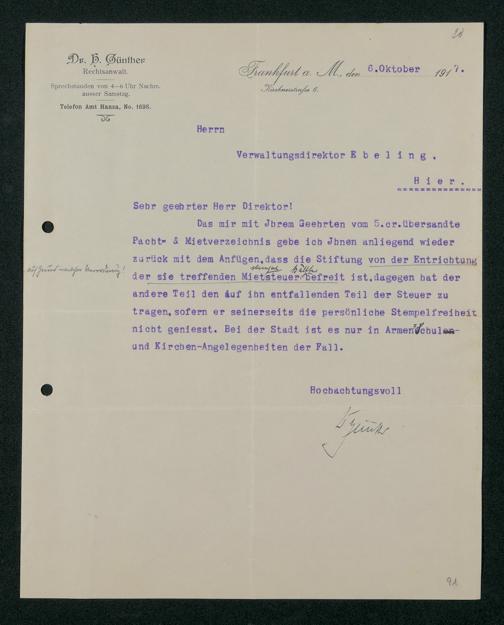 28
Dr. H. Günther
Rechtsanwalt.
Sprechstunden von 4–6 Uhr Nachm.
ausser Samstag.
Telefon Amt Hansa, No. 1696.
Frankfurt a. M., den 6.Oktober 1917.
Herrn
Verwaltungsdirektor E b e l i n g .
H i e r .
Sehr geehrter Herr Direktor!
Das mir mit Jhrem Geehrten vom 5.cr.übersandte
Pacht- & Mietverzeichnis gebe ich Jhnen anliegend wieder
zurück mit dem Anfügen,dass die Stiftung von der Entrichtung
der sie treffenden Mietsteuer Hälfte befreit ist.dagegen hat der
andere Teil den auf ihn entfallenden Teil der Steuer zu
tragen,sofern er seinerseits die persönliche Stempelfreiheit
nicht geniesst. Bei der Stadt ist es nur in Armen Schulen-
und Kirchen-Angelegenheiten der Fall.
Hochachtungsvoll
91